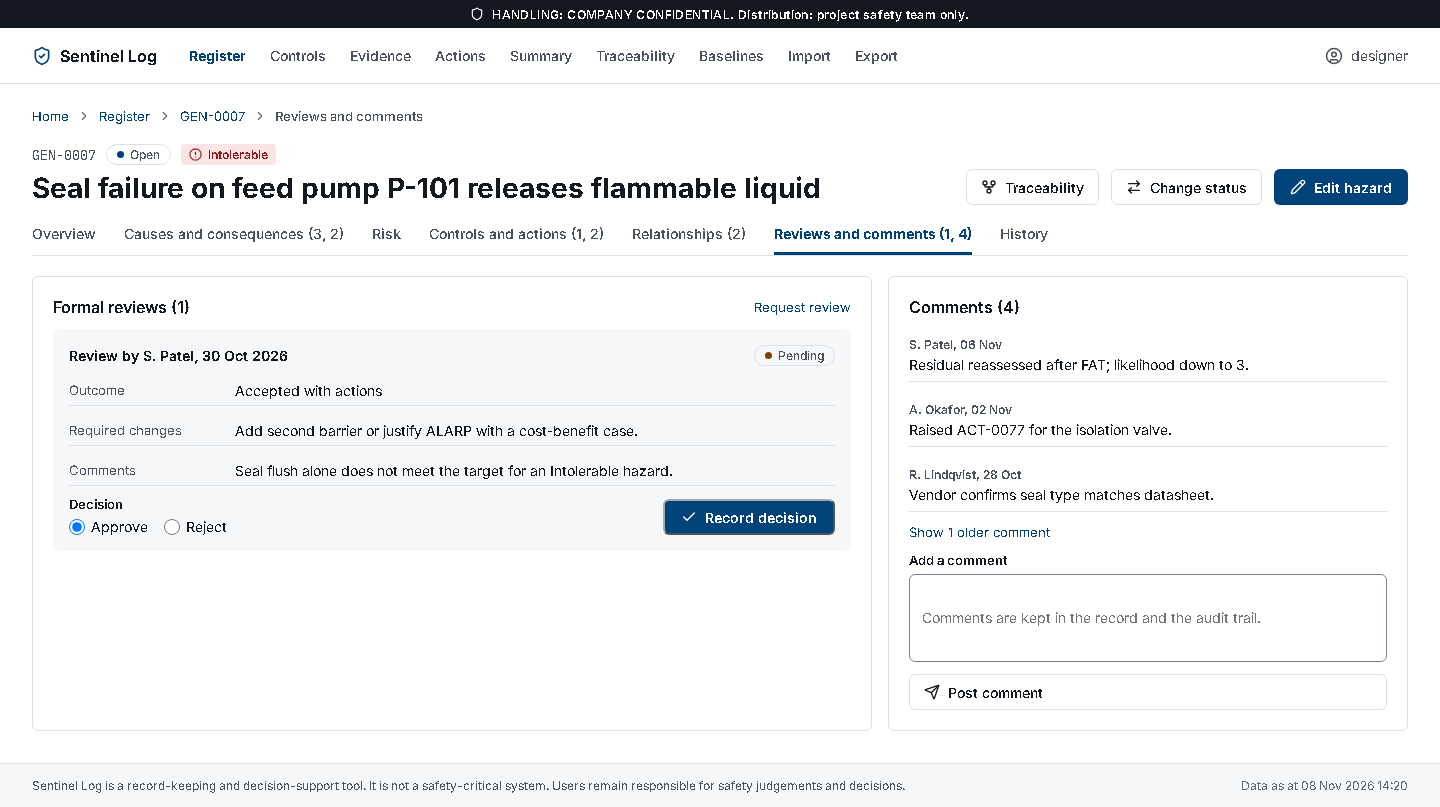 HANDLING: COMPANY CONFIDENTIAL. Distribution: project safety team only.
Sentinel Log Register Controls Evidence Actions Summary Traceability Baselines Import Export designer
Home > Register > GEN-0007 > Reviews and comments
GEN-0007 Open Intolerable
Seal failure on feed pump P-101 releases flammable liquid
Traceability Change status Edit hazard
Overview Causes and consequences (3, 2) Risk Controls and actions (1, 2) Relationships (2) Reviews and comments (1, 4) History
Formal reviews (1) Request review
Review by S. Patel, 30 Oct 2026 Pending
Outcome Accepted with actions
Required changes Add second barrier or justify ALARP with a cost-benefit case.
Comments Seal flush alone does not meet the target for an Intolerable hazard.
Decision
Approve Reject Record decision
Comments (4)
S. Patel, 06 Nov
Residual reassessed after FAT; likelihood down to 3.
A. Okafor, 02 Nov
Raised ACT-0077 for the isolation valve.
R. Lindqvist, 28 Oct
Vendor confirms seal type matches datasheet.
Show 1 older comment
Add a comment
Comments are kept in the record and the audit trail.
Post comment
Sentinel Log is a record-keeping and decision-support tool. It is not a safety-critical system. Users remain responsible for safety judgements and decisions. Data as at 08 Nov 2026 14:20